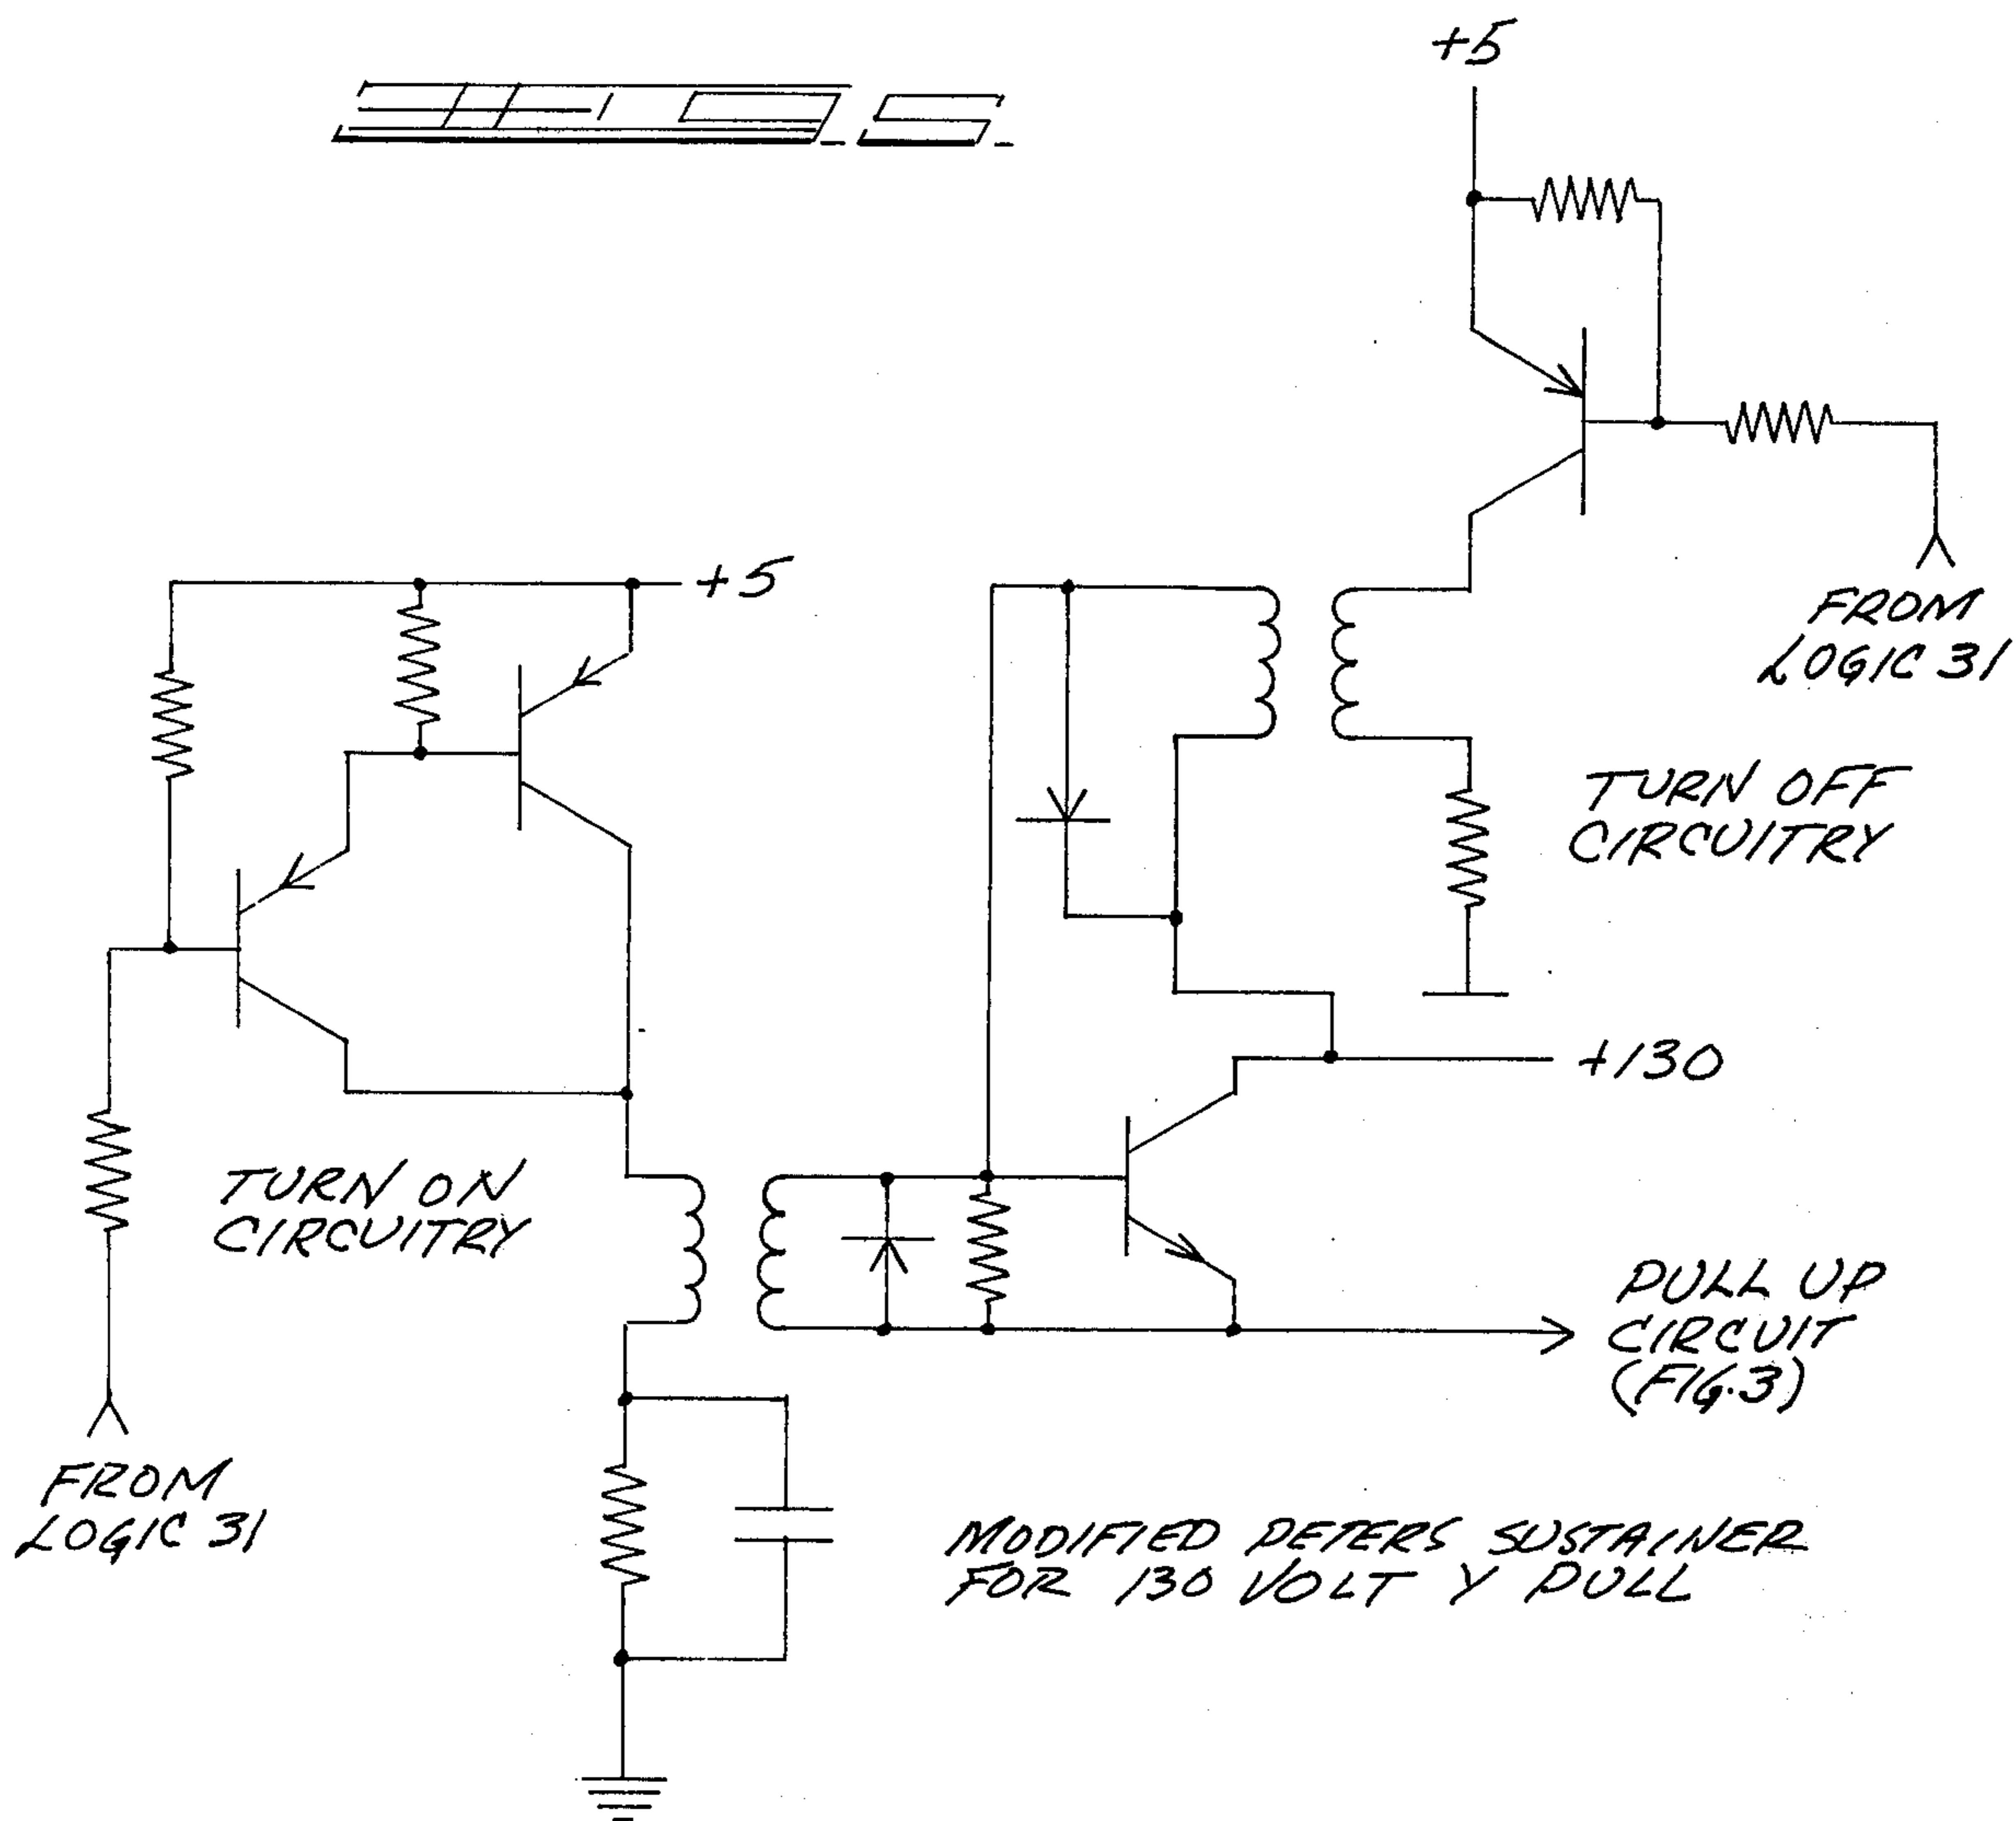 FIG. 5.
+5
FROM
LOGIC 31
+5
TURN OFF
CIRCUITRY
+130
TURN ON
CIRCUITRY
PULL UP
CIRCUIT
(FIG.3)
FROM
LOGIC 31
MODIFIED PETERS SUSTAINER
FOR 130 VOLT Y PULL